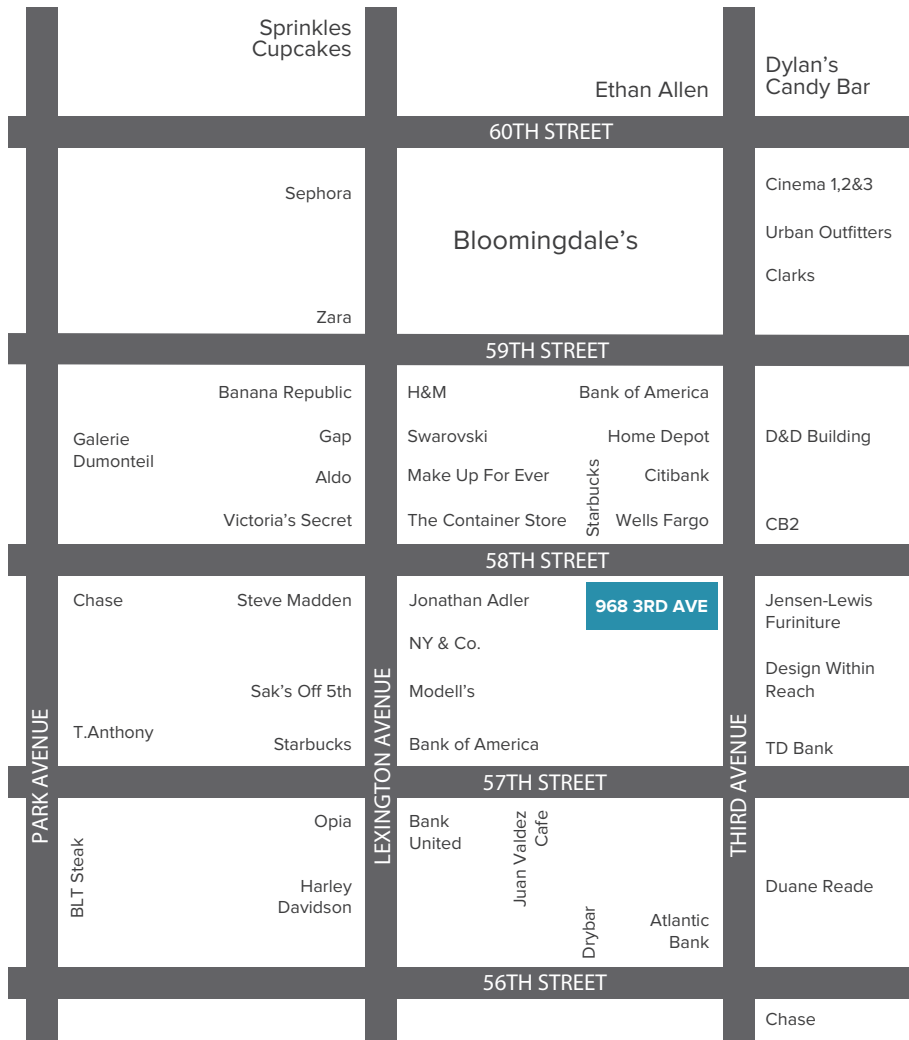 Sprinkles
Cupcakes
Ethan Allen
Dylan’s
Candy Bar
60TH STREET
Sephora
Zara
Bloomingdale’s
Cinema 1,2&3
Urban Outfitters
Clarks
59TH STREET
Galerie
Dumonteil
Banana Republic
Gap
Aldo
Victoria’s Secret
H&M
Swarovski
Make Up For Ever
The Container Store
Starbucks
Bank of America
Home Depot
Citibank
Wells Fargo
D&D Building
CB2
58TH STREET
Chase
T.Anthony
Steve Madden
Sak’s Off 5th
Starbucks
Jonathan Adler
NY & Co.
Modell’s
Bank of America
968 3RD AVE
Jensen-Lewis
Furiniture
Design Within
Reach
TD Bank
PARK AVENUE
LEXINGTON AVENUE
THIRD AVENUE
57TH STREET
BLT Steak
Opia
Harley
Davidson
Bank
United
Juan Valdez
Cafe
Drybar
Atlantic
Bank
Duane Reade
56TH STREET
Chase